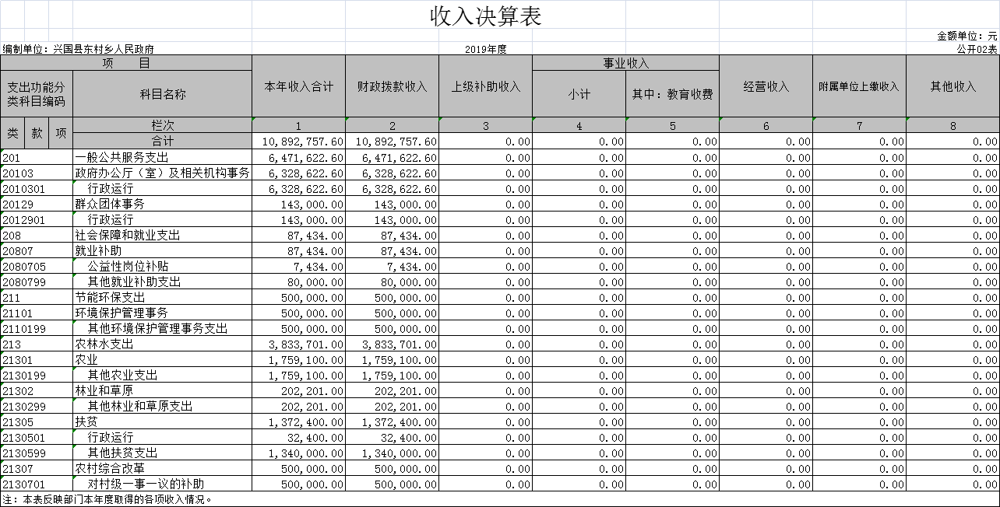 收入决算表
金额单位：元
编制单位：兴国县东村乡人民政府 2019年度 公开02表
项 目 本年收入合计 财政拨款收入 上级补助收入 事业收入 经营收入 附属单位上缴收入 其他收入
支出功能分类科目编码 科目名称 小计 其中：教育收费
类 款 项 栏次 1 2 3 4 5 6 7 8
合计 10,892,757.60 10,892,757.60 0.00 0.00 0.00 0.00 0.00 0.00
201 一般公共服务支出 6,471,622.60 6,471,622.60 0.00 0.00 0.00 0.00 0.00 0.00
20103 政府办公厅（室）及相关机构事务 6,328,622.60 6,328,622.60 0.00 0.00 0.00 0.00 0.00 0.00
2010301 行政运行 6,328,622.60 6,328,622.60 0.00 0.00 0.00 0.00 0.00 0.00
20129 群众团体事务 143,000.00 143,000.00 0.00 0.00 0.00 0.00 0.00 0.00
2012901 行政运行 143,000.00 143,000.00 0.00 0.00 0.00 0.00 0.00 0.00
208 社会保障和就业支出 87,434.00 87,434.00 0.00 0.00 0.00 0.00 0.00 0.00
20807 就业补助 87,434.00 87,434.00 0.00 0.00 0.00 0.00 0.00 0.00
2080705 公益性岗位补贴 7,434.00 7,434.00 0.00 0.00 0.00 0.00 0.00 0.00
2080799 其他就业补助支出 80,000.00 80,000.00 0.00 0.00 0.00 0.00 0.00 0.00
211 节能环保支出 500,000.00 500,000.00 0.00 0.00 0.00 0.00 0.00 0.00
21101 环境保护管理事务 500,000.00 500,000.00 0.00 0.00 0.00 0.00 0.00 0.00
2110199 其他环境保护管理事务支出 500,000.00 500,000.00 0.00 0.00 0.00 0.00 0.00 0.00
213 农林水支出 3,833,701.00 3,833,701.00 0.00 0.00 0.00 0.00 0.00 0.00
21301 农业 1,759,100.00 1,759,100.00 0.00 0.00 0.00 0.00 0.00 0.00
2130199 其他农业支出 1,759,100.00 1,759,100.00 0.00 0.00 0.00 0.00 0.00 0.00
21302 林业和草原 202,201.00 202,201.00 0.00 0.00 0.00 0.00 0.00 0.00
2130299 其他林业和草原支出 202,201.00 202,201.00 0.00 0.00 0.00 0.00 0.00 0.00
21305 扶贫 1,372,400.00 1,372,400.00 0.00 0.00 0.00 0.00 0.00 0.00
2130501 行政运行 32,400.00 32,400.00 0.00 0.00 0.00 0.00 0.00 0.00
2130599 其他扶贫支出 1,340,000.00 1,340,000.00 0.00 0.00 0.00 0.00 0.00 0.00
21307 农村综合改革 500,000.00 500,000.00 0.00 0.00 0.00 0.00 0.00 0.00
2130701 对村级一事一议的补助 500,000.00 500,000.00 0.00 0.00 0.00 0.00 0.00 0.00
注：本表反映部门本年度取得的各项收入情况。